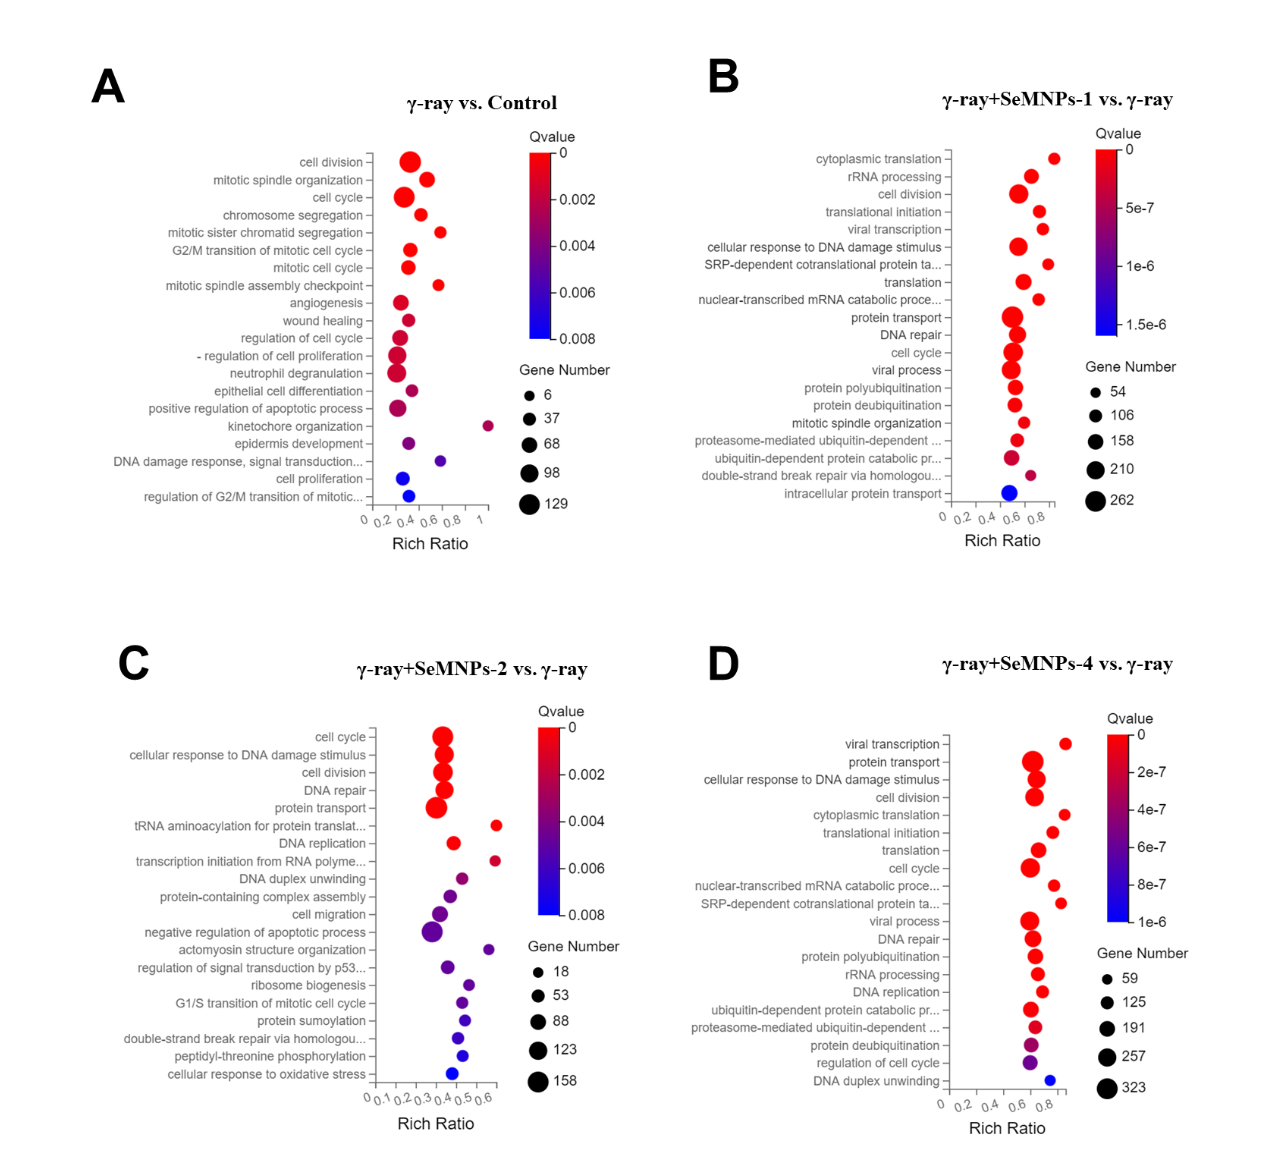 A
γ-ray vs. Control
Qvalue
cell division
mitotic spindle organization
cell cycle
chromosome segregation
mitotic sister chromatid segregation
G2/M transition of mitotic cell cycle
mitotic cell cycle
mitotic spindle assembly checkpoint
angiogenesis
wound healing
regulation of cell cycle
- regulation of cell proliferation
neutrophil degranulation
epithelial cell differentiation
positive regulation of apoptotic process
kinetochore organization
epidermis development
DNA damage response, signal transduction...
cell proliferation
regulation of G2/M transition of mitotic...
0
0.002
0.004
0.006
0.008
Gene Number
6
37
68
98
129
0 0.2 0.4 0.6 0.8 1
Rich Ratio
B
γ-ray+SeMNPs-1 vs. γ-ray
Qvalue
cytoplasmic translation
rRNA processing
cell division
translational initiation
viral transcription
cellular response to DNA damage stimulus
SRP-dependent cotranslational protein ta...
translation
nuclear-transcribed mRNA catabolic proce...
protein transport
DNA repair
cell cycle
viral process
protein polyubiquitination
protein deubiquitination
mitotic spindle organization
proteasome-mediated ubiquitin-dependent ...
ubiquitin-dependent protein catabolic pr...
double-strand break repair via homologou...
intracellular protein transport
0
5e-7
1e-6
1.5e-6
Gene Number
54
106
158
210
262
0 0.2 0.4 0.6 0.8
Rich Ratio
C
γ-ray+SeMNPs-2 vs. γ-ray
Qvalue
cell cycle
cellular response to DNA damage stimulus
cell division
DNA repair
protein transport
tRNA aminoacylation for protein translat...
DNA replication
transcription initiation from RNA polyme...
DNA duplex unwinding
protein-containing complex assembly
cell migration
negative regulation of apoptotic process
actomyosin structure organization
regulation of signal transduction by p53...
ribosome biogenesis
G1/S transition of mitotic cell cycle
protein sumoylation
double-strand break repair via homologou...
peptidyl-threonine phosphorylation
cellular response to oxidative stress
0
0.002
0.004
0.006
0.008
Gene Number
18
53
88
123
158
0 0.1 0.2 0.3 0.4 0.5 0.6
Rich Ratio
D
γ-ray+SeMNPs-4 vs. γ-ray
Qvalue
viral transcription
protein transport
cellular response to DNA damage stimulus
cell division
cytoplasmic translation
translational initiation
translation
cell cycle
nuclear-transcribed mRNA catabolic proce...
SRP-dependent cotranslational protein ta...
viral process
DNA repair
protein polyubiquitination
rRNA processing
DNA replication
ubiquitin-dependent protein catabolic pr...
proteasome-mediated ubiquitin-dependent ...
protein deubiquitination
regulation of cell cycle
DNA duplex unwinding
0
2e-7
4e-7
6e-7
8e-7
1e-6
Gene Number
59
125
191
257
323
0 0.2 0.4 0.6 0.8
Rich Ratio